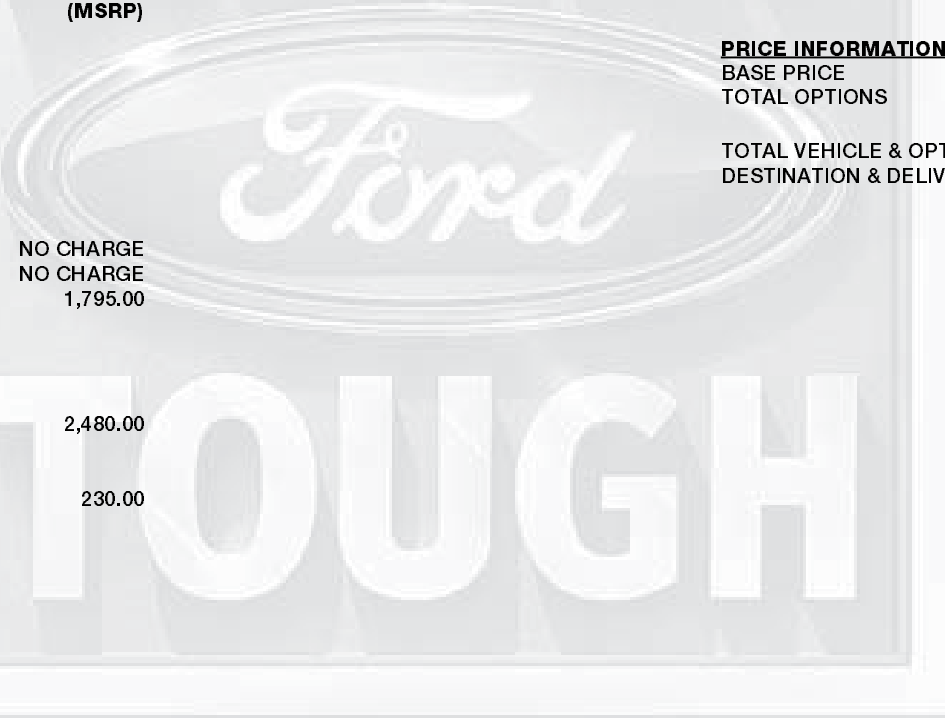 (MSRP)
PRICE INFORMATION
BASE PRICE
TOTAL OPTIONS
TOTAL VEHICLE & OPT
DESTINATION & DELIV
Ford
NO CHARGE
NO CHARGE
1,795.00
TOUGH
2,480.00
230.00